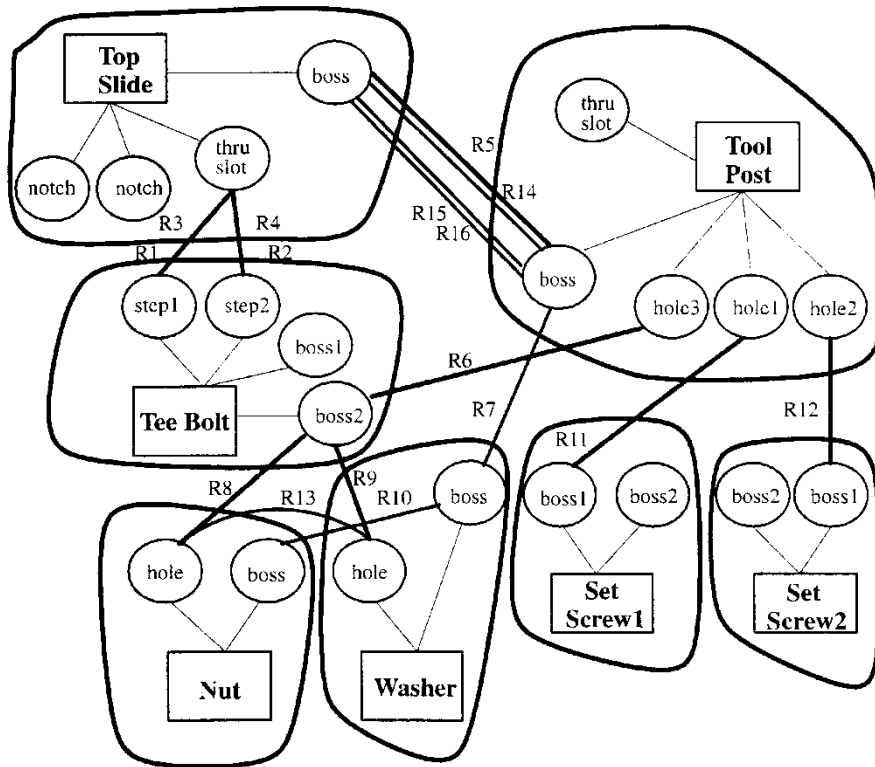 Top
Slide
boss
thru
slot
Tool
Post
thru
slot
notch
notch
R5
R14
R15
R16
R3
R4
R1
R2
boss
step1
step2
hole3
hole1
hole2
boss1
R6
Tee Bolt
boss2
R7
R12
R11
R8
R9
R13
R10
boss
boss1
boss2
boss2
boss1
hole
boss
hole
Set
Screw1
Set
Screw2
Nut
Washer